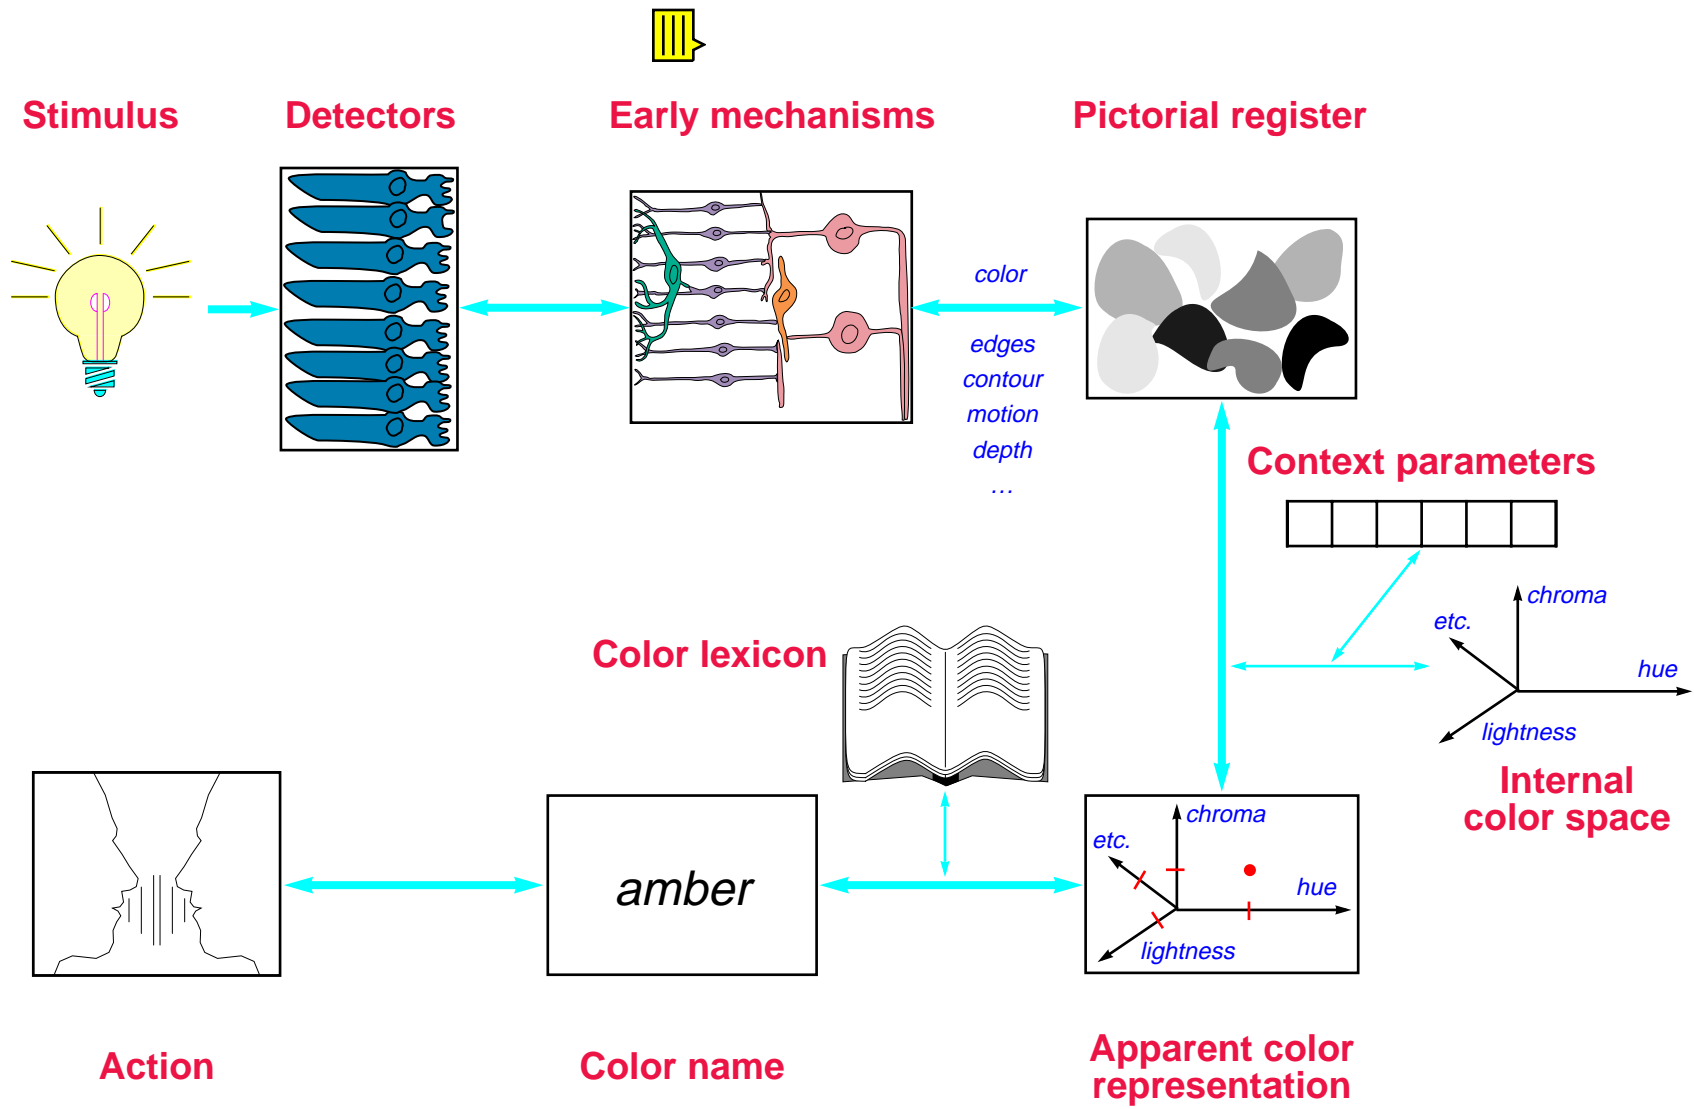 Stimulus
Detectors
Early mechanisms
Pictorial register
color
edges
contour
motion
depth
…
Context parameters
chroma
etc.
hue
lightness
Internal
color space
Color lexicon
amber
chroma
etc.
hue
lightness
Action
Color name
Apparent color
representation